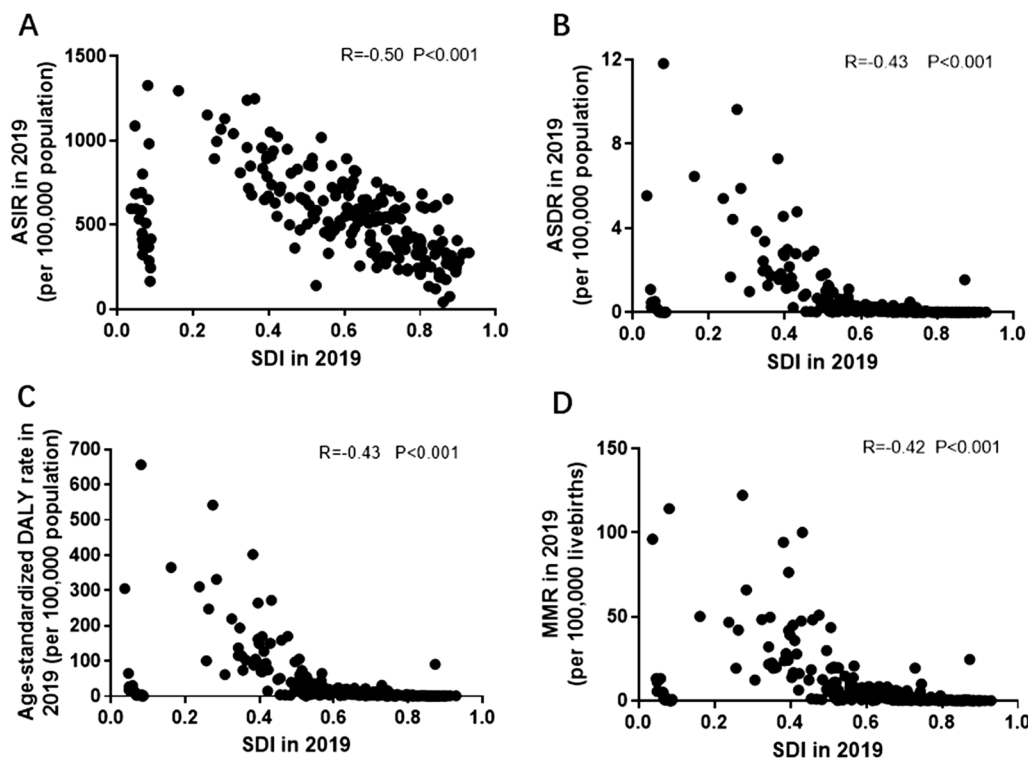 A
R=-0.50 P<0.001
ASIR in 2019
(per 100,000 population)
1500
1000
500
0
0.0 0.2 0.4 0.6 0.8 1.0
SDI in 2019
B
R=-0.43 P<0.001
ASDR in 2019
(per 100,000 population)
12
8
4
0
0.0 0.2 0.4 0.6 0.8 1.0
SDI in 2019
C
R=-0.43 P<0.001
Age-standardized DALY rate in
2019 (per 100,000 population)
700
600
500
400
300
200
100
0
0.0 0.2 0.4 0.6 0.8 1.0
SDI in 2019
D
R=-0.42 P<0.001
MMR in 2019
(per 100,000 livebirths)
150
100
50
0
0.0 0.2 0.4 0.6 0.8 1.0
SDI in 2019